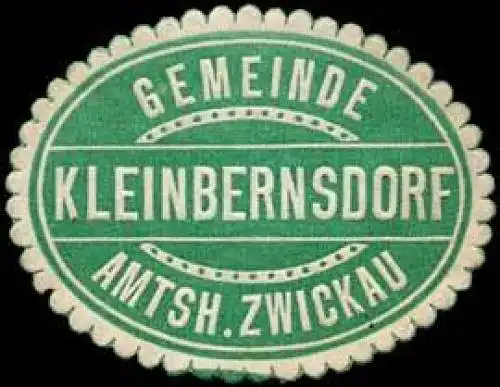 GEMEINDE
KLEINBERNSDORF
AMTSH. ZWICKAU